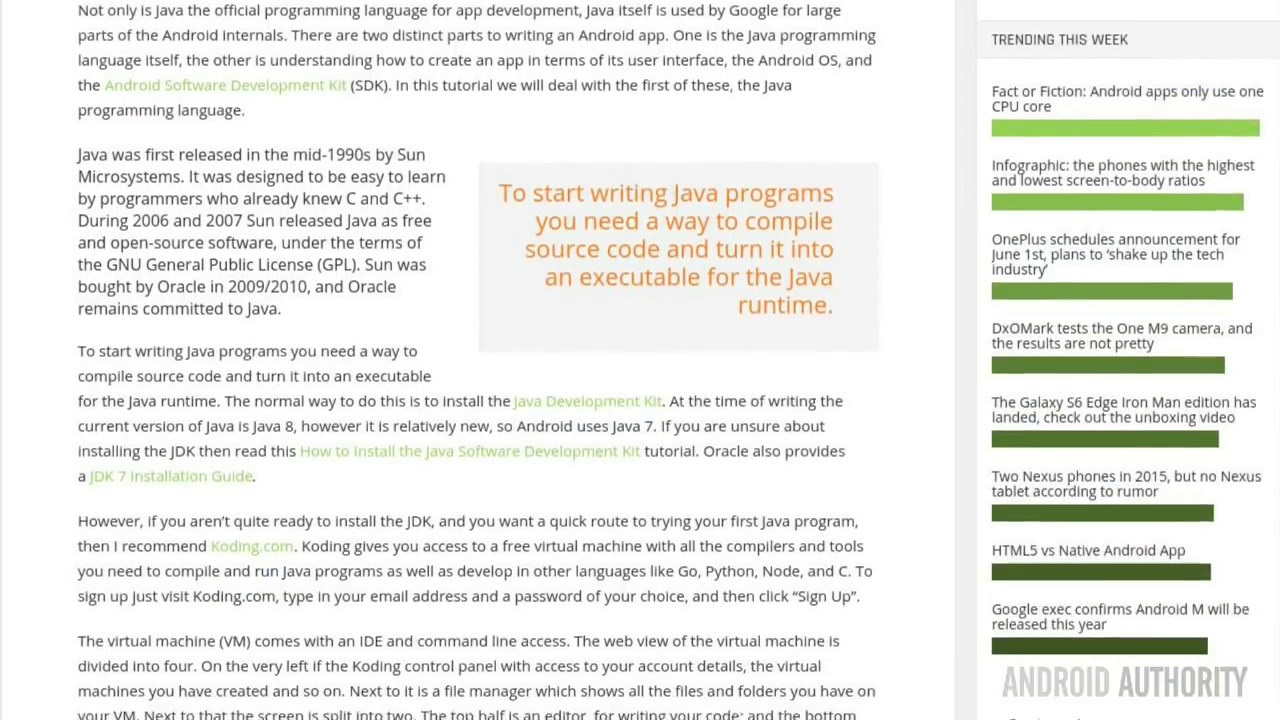 Not only is Java the official programming language for app development, Java itself is used by Google for large
parts of the Android internals. There are two distinct parts to writing an Android app. One is the Java programming
language itself, the other is understanding how to create an app in terms of its user interface, the Android OS, and
the Android Software Development Kit (SDK). In this tutorial we will deal with the first of these, the Java
programming language.
Java was first released in the mid-1990s by Sun
Microsystems. It was designed to be easy to learn
by programmers who already knew C and C++.
During 2006 and 2007 Sun released Java as free
and open-source software, under the terms of
the GNU General Public License (GPL). Sun was
bought by Oracle in 2009/2010, and Oracle
remains committed to Java.
To start writing Java programs
you need a way to compile
source code and turn it into
an executable for the Java
runtime.
To start writing Java programs you need a way to
compile source code and turn it into an executable
for the Java runtime. The normal way to do this is to install the Java Development Kit. At the time of writing the
current version of Java is Java 8, however it is relatively new, so Android uses Java 7. If you are unsure about
installing the JDK then read this How to Install the Java Software Development Kit tutorial. Oracle also provides
a JDK 7 Installation Guide.
However, if you aren't quite ready to install the JDK, and you want a quick route to trying your first Java program,
then I recommend Koding.com. Koding gives you access to a free virtual machine with all the compilers and tools
you need to compile and run Java programs as well as develop in other languages like Go, Python, Node, and C. To
sign up just visit Koding.com, type in your email address and a password of your choice, and then click “Sign Up”.
The virtual machine (VM) comes with an IDE and command line access. The web view of the virtual machine is
divided into four. On the very left if the Koding control panel with access to your account details, the virtual
machines you have created and so on. Next to it is a file manager which shows all the files and folders you have on
your VM. Next to that the screen is split into two. The top half is an editor, for writing your code; and the bottom
TRENDING THIS WEEK
Fact or Fiction: Android apps only use one
CPU core
Infographic: the phones with the highest
and lowest screen-to-body ratios
OnePlus schedules announcement for
June 1st, plans to ‘shake up the tech
industry’
DxOMark tests the One M9 camera, and
the results are not pretty
The Galaxy S6 Edge Iron Man edition has
landed, check out the unboxing video
Two Nexus phones in 2015, but no Nexus
tablet according to rumor
HTML5 vs Native Android App
Google exec confirms Android M will be
released this year
ANDROID AUTHORITY